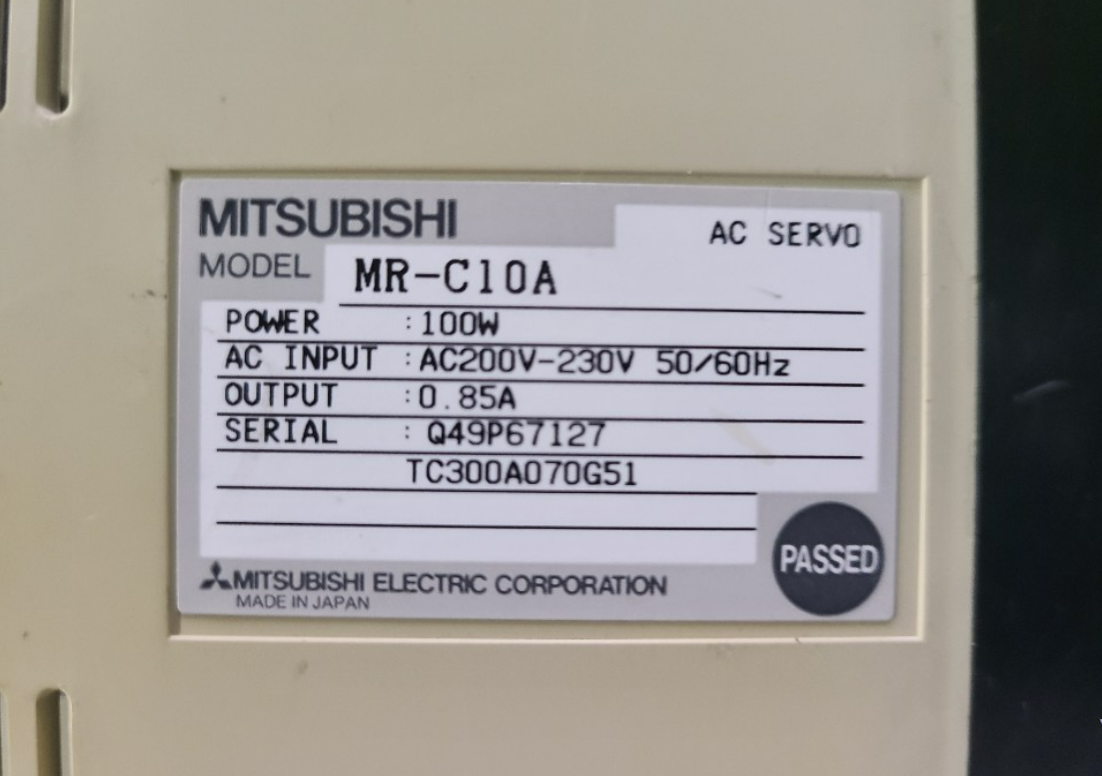 MITSUBISHI
AC SERVO
MODEL MR-C10A
POWER :100W
AC INPUT :AC200V-230V 50/60Hz
OUTPUT :0.85A
SERIAL : Q49P67127
TC300A070G51
PASSED
MITSUBISHI ELECTRIC CORPORATION
MADE IN JAPAN